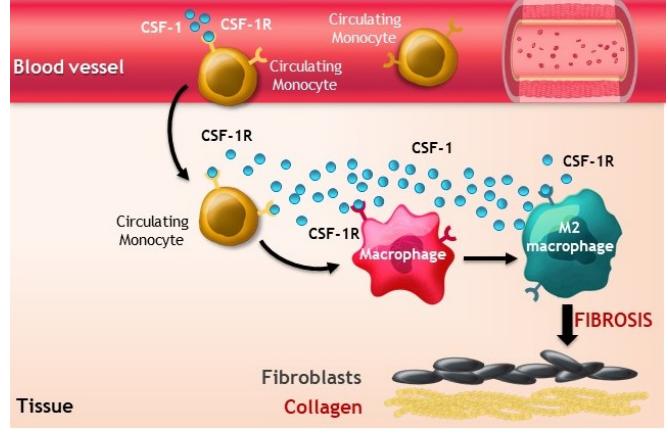 CSF-1
CSF-1R
Circulating
Monocyte
Circulating
Monocyte
Blood vessel
CSF-1R
CSF-1
CSF-1R
Circulating
Monocyte
CSF-1R
Macrophage
M2
macrophage
FIBROSIS
Fibroblasts
Collagen
Tissue